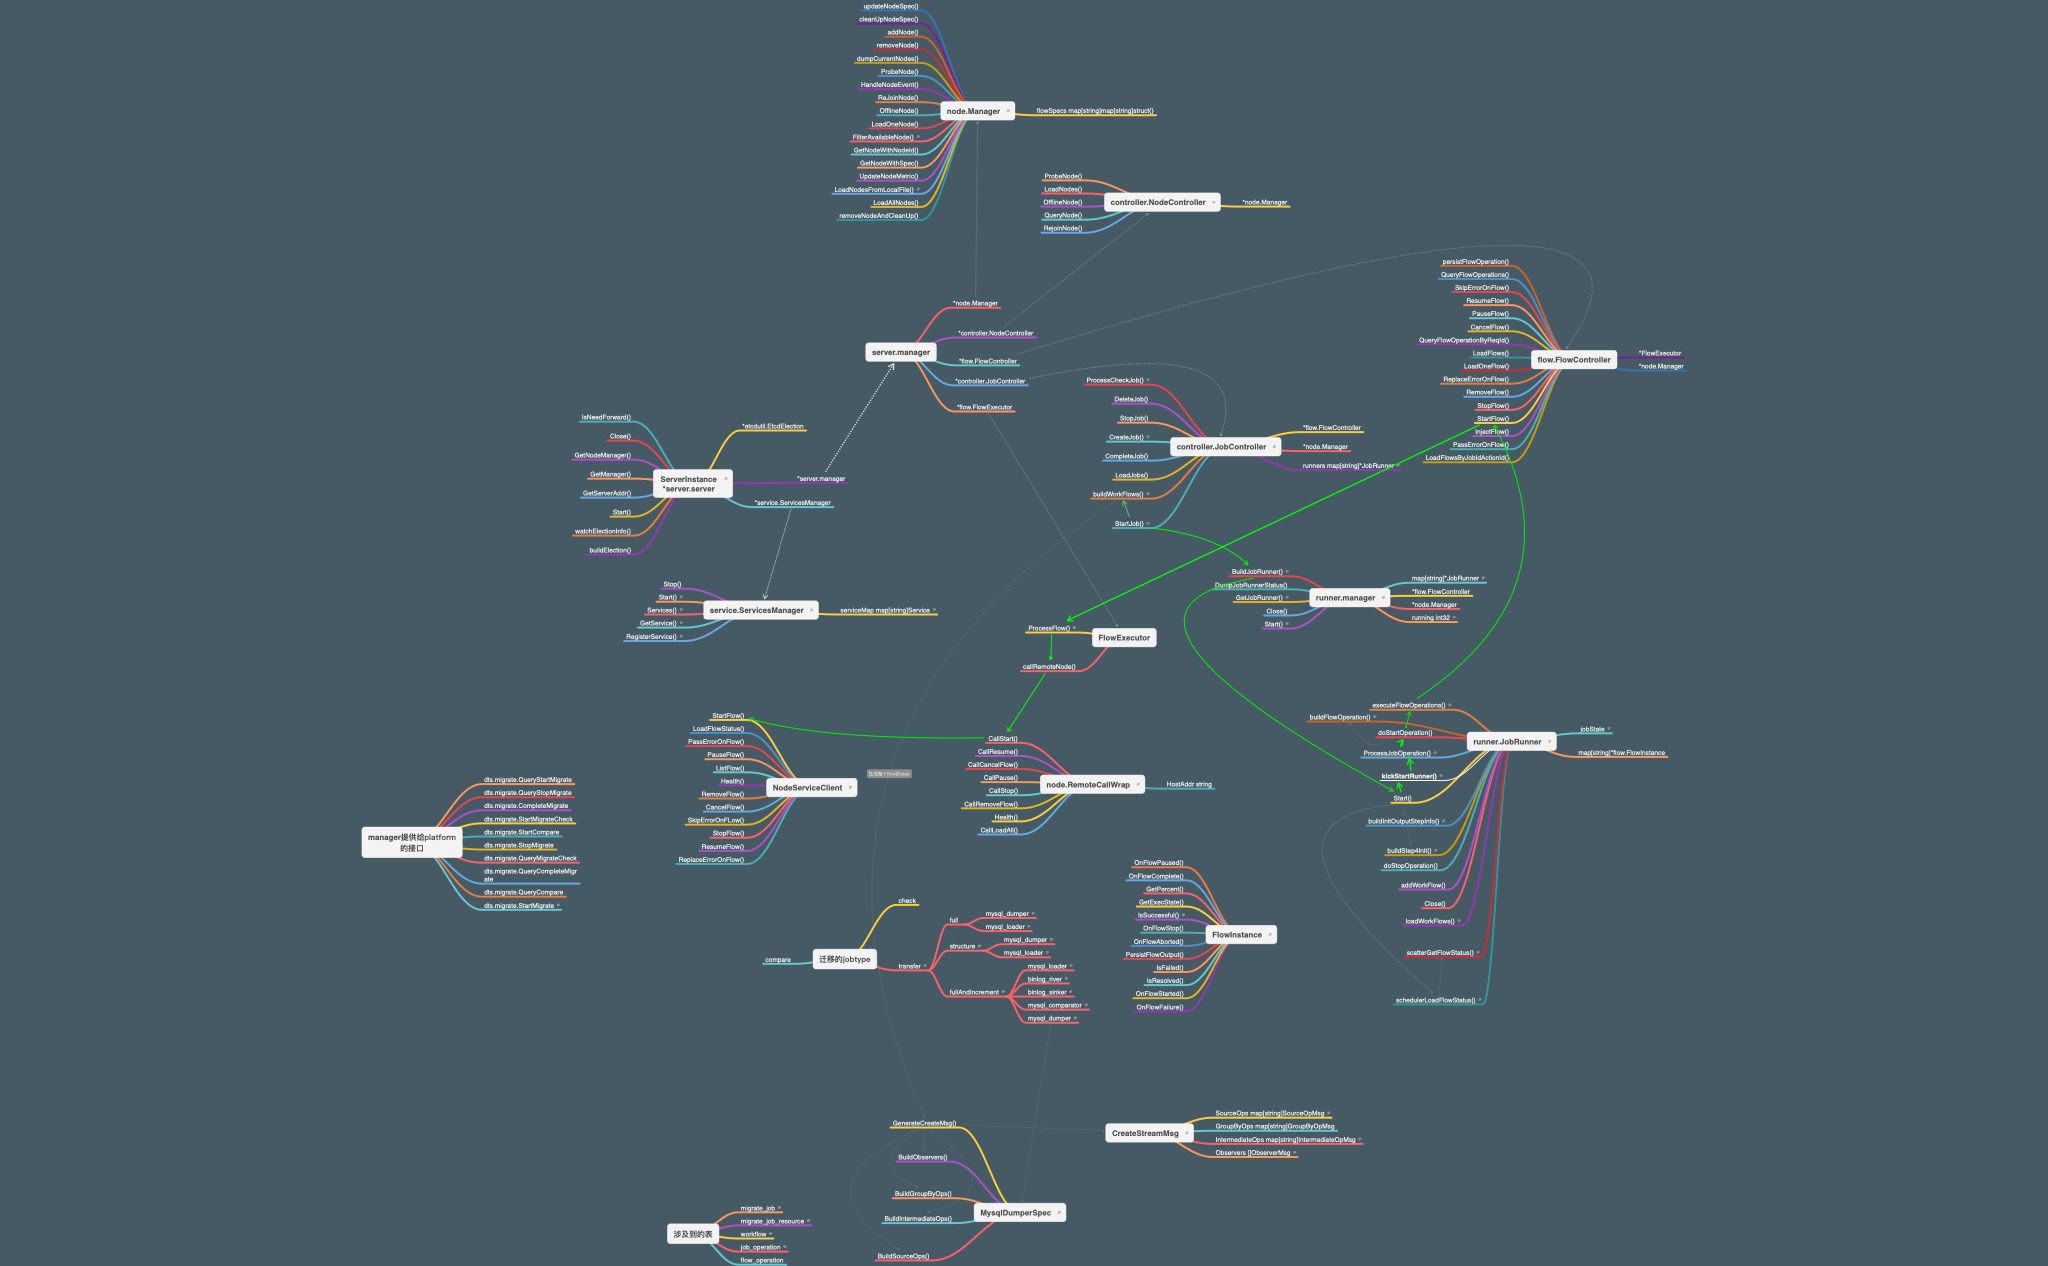 updateNodeSpec()
cleanUpNodeSpec()
addNode()
removeNode()
dumpCurrentNodes()
ProbeNode()
HandleNodeEvent()
ReJoinNode()
OfflineNode()
LoadOneNode()
FilterAvailableNode()
GetNodeWithNodeId()
GetNodeWithSpec()
UpdateNodeMetric()
LoadNodesFromLocalFile()
LoadAllNodes()
removeNodeAndCleanUp()
node.Manager
flowSpecs map[string]map[string]struct{}
ProbeNode()
LoadNodes()
OfflineNode()
QueryNode()
RejoinNode()
controller.NodeController
*node.Manager
server.manager
*node.Manager
*controller.NodeController
*flow.FlowController
*controller.JobController
*flow.FlowExecutor
persistFlowOperation()
QueryFlowOperations()
SkipErrorOnFlow()
ResumeFlow()
PauseFlow()
CancelFlow()
QueryFlowOperationByReqId()
LoadFlows()
LoadOneFlow()
ReplaceErrorOnFlow()
RemoveFlow()
StopFlow()
StartFlow()
InjectFlow()
PassErrorOnFlow()
LoadFlowsByJobIdActionId()
flow.FlowController
*FlowExecutor
*node.Manager
ProcessCheckJob()
DeleteJob()
StopJob()
CreateJob()
CompleteJob()
LoadJobs()
buildWorkFlows()
StartJob()
controller.JobController
*flow.FlowController
*node.Manager
runners map[string]*JobRunner
IsNeedForward()
Close()
GetNodeManager()
GetManager()
GetServerAddr()
Start()
watchElectionInfo()
buildElection()
ServerInstance
*server.server
*etcdutil.EtcdElection
*server.manager
*service.ServicesManager
Stop()
Start()
Services()
GetService()
RegisterService()
service.ServicesManager
serviceMap map[string]Service
BuildJobRunner()
DumpJobRunnerStatus()
GetJobRunner()
Close()
Start()
runner.manager
map[string]*JobRunner
*flow.FlowController
*node.Manager
running int32
ProcessFlow()
callRemoteNode()
FlowExecutor
StartFlow()
LoadFlowStatus()
PassErrorOnFlow()
PauseFlow()
ListFlow()
Health()
RemoveFlow()
CancelFlow()
SkipErrorOnFLow()
StopFlow()
ResumeFlow()
ReplaceErrorOnFlow()
NodeServiceClient
CallStart()
CallResume()
CallCancelFlow()
CallPause()
CallStop()
CallRemoveFlow()
Health()
CallLoadAll()
node.RemoteCallWrap
HostAddr string
executeFlowOperations()
buildFlowOperation()
doStartOperation()
ProcessJobOperation()
kickStartRunner()
Start()
buildInitOutputStepInfo()
buildStep4Init()
doStopOperation()
addWorkFlow()
Close()
loadWorkFlows()
scatterGetFlowStatus()
schedulerLoadFlowStatus()
runner.JobRunner
jobState
map[string]*flow.FlowInstance
manager提供给platform
的接口
dts.migrate.QueryStartMigrate
dts.migrate.QueryStopMigrate
dts.migrate.CompleteMigrate
dts.migrate.StartMigrateCheck
dts.migrate.StartCompare
dts.migrate.StopMigrate
dts.migrate.QueryMigrateCheck
dts.migrate.QueryCompleteMigr
ate
dts.migrate.QueryCompare
dts.migrate.StartMigrate
OnFlowPaused()
OnFlowComplete()
GetPercent()
GetExecState()
IsSuccessful()
OnFlowStop()
OnFlowAborted()
PersistFlowOutput()
IsFailed()
IsResolved()
OnFlowStarted()
OnFlowFailure()
FlowInstance
迁移的jobtype
compare
check
transfer
full
mysql_dumper
mysql_loader
structure
mysql_dumper
mysql_loader
fullAndIncrement
mysql_loader
binlog_river
binlog_sinker
mysql_comparator
mysql_dumper
GenerateCreateMsg()
BuildObservers()
BuildGroupByOps()
BuildIntermediateOps()
BuildSourceOps()
MysqlDumperSpec
CreateStreamMsg
SourceOps map[string]SourceOpMsg
GroupByOps map[string]GroupByOpMsg
IntermediateOps map[string]IntermediateOpMsg
Observers []ObserverMsg
涉及到的表
migrate_job
migrate_job_resource
workflow
job_operation
flow_operation